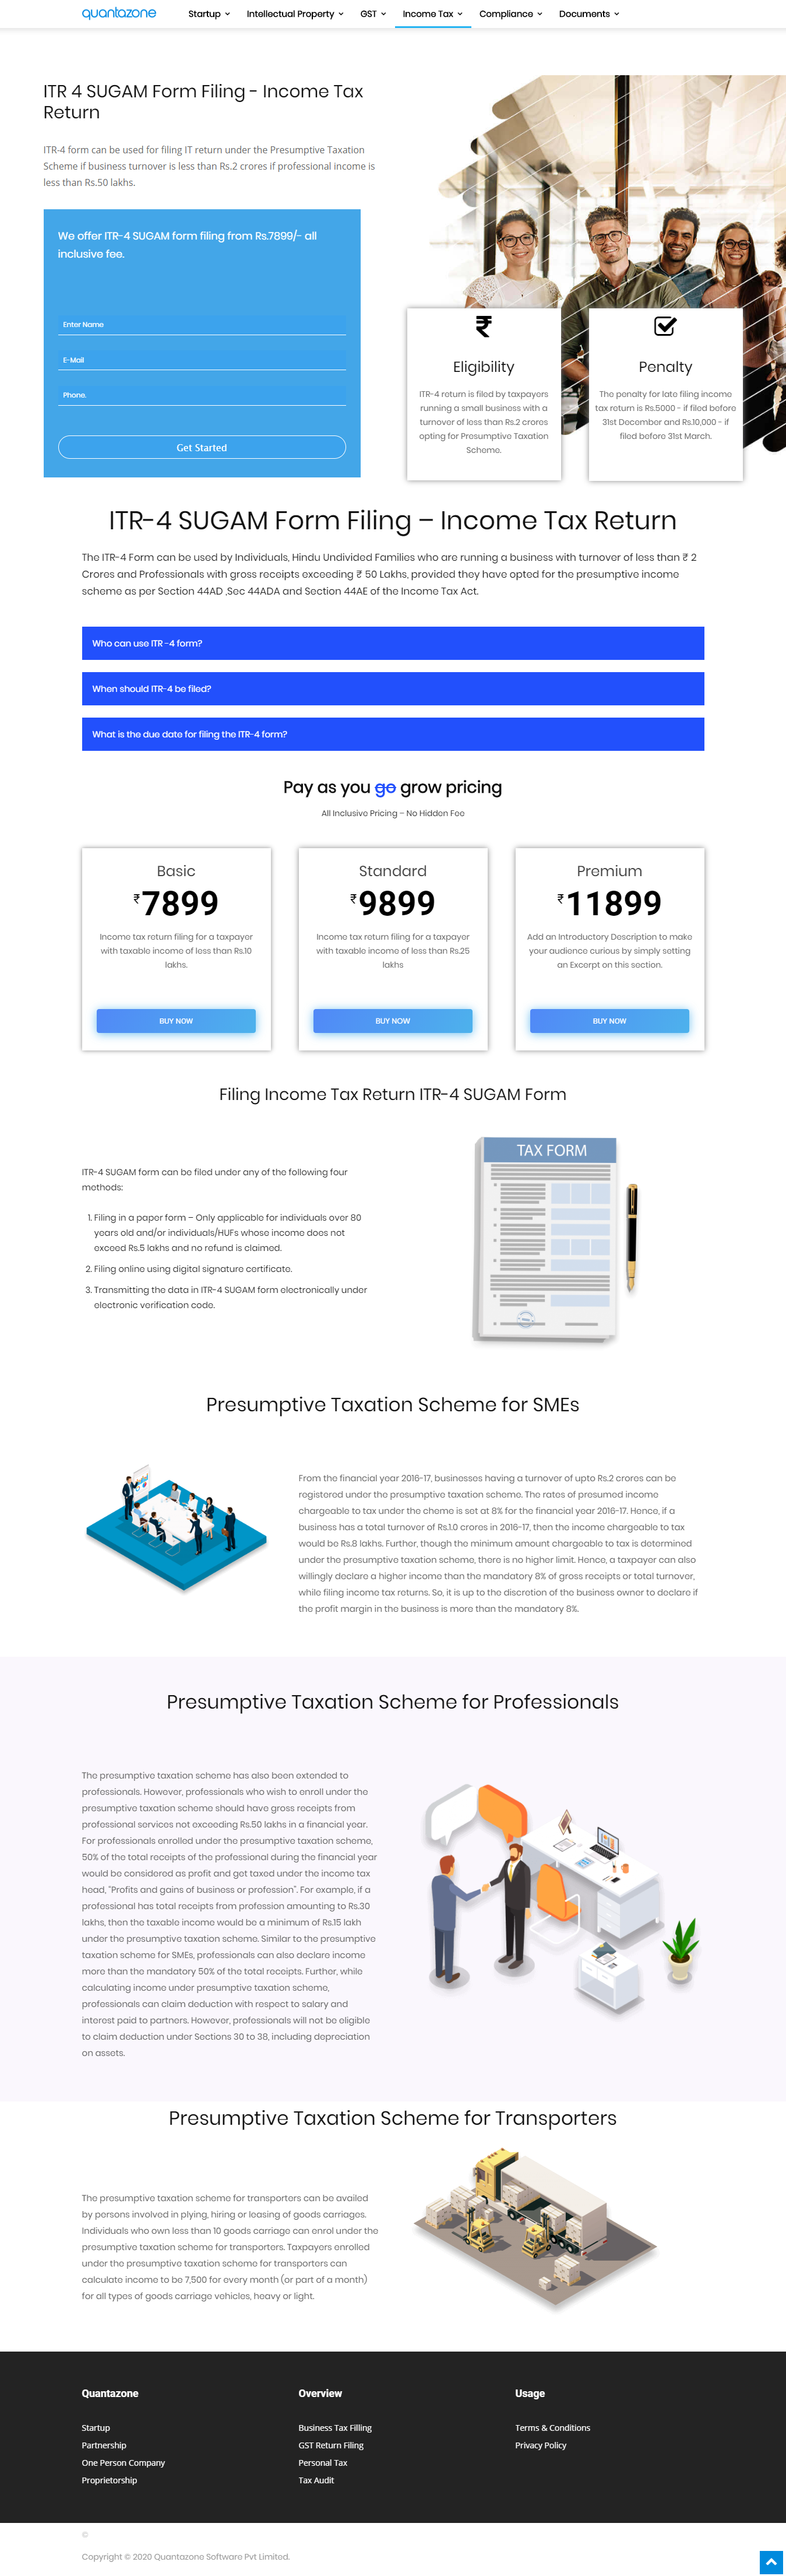 quantazone
Startup
Intellectual Property
GST
Income Tax
Compliance
Documents
ITR 4 SUGAM Form Filing - Income Tax
Return
ITR-4 form can be used for filing IT return under the Presumptive Taxation
Scheme if business turnover is less than Rs.2 crores if professional income is
less than Rs.50 lakhs.
We offer ITR-4 SUGAM form filing from Rs.7899/- all
inclusive fee.
Enter Name
E-Mail
Phone.
Get Started
Eligibility
ITR-4 return is filed by taxpayers
running a small business with a
turnover of less than Rs.2 crores
opting for Presumptive Taxation
Scheme.
Penalty
The penalty for late filing income
tax return is Rs.5000 - if filed before
31st December and Rs.10,000 - if
filed before 31st March.
ITR-4 SUGAM Form Filing – Income Tax Return
The ITR-4 Form can be used by Individuals, Hindu Undivided Families who are running a business with turnover of less than ₹ 2
Crores and Professionals with gross receipts exceeding ₹ 50 Lakhs, provided they have opted for the presumptive income
scheme as per Section 44AD ,Sec 44ADA and Section 44AE of the Income Tax Act.
Who can use ITR -4 form?
When should ITR-4 be filed?
What is the due date for filing the ITR-4 form?
Pay as you go grow pricing
All Inclusive Pricing – No Hidden Fee
Basic
₹7899
Income tax return filing for a taxpayer
with taxable income of less than Rs.10
lakhs.
BUY NOW
Standard
₹9899
Income tax return filing for a taxpayer
with taxable income of less than Rs.25
lakhs
BUY NOW
Premium
₹11899
Add an Introductory Description to make
your audience curious by simply setting
an Excerpt on this section.
BUY NOW
Filing Income Tax Return ITR-4 SUGAM Form
ITR-4 SUGAM form can be filed under any of the following four
methods:
1. Filing in a paper form – Only applicable for individuals over 80
years old and/or individuals/HUFs whose income does not
exceed Rs.5 lakhs and no refund is claimed.
2. Filing online using digital signature certificate.
3. Transmitting the data in ITR-4 SUGAM form electronically under
electronic verification code.
TAX FORM
Presumptive Taxation Scheme for SMEs
From the financial year 2016-17, businesses having a turnover of upto Rs.2 crores can be
registered under the presumptive taxation scheme. The rates of presumed income
chargeable to tax under the cheme is set at 8% for the financial year 2016-17. Hence, if a
business has a total turnover of Rs.1.0 crores in 2016-17, then the income chargeable to tax
would be Rs.8 lakhs. Further, though the minimum amount chargeable to tax is determined
under the presumptive taxation scheme, there is no higher limit. Hence, a taxpayer can also
willingly declare a higher income than the mandatory 8% of gross receipts or total turnover,
while filing income tax returns. So, it is up to the discretion of the business owner to declare if
the profit margin in the business is more than the mandatory 8%.
Presumptive Taxation Scheme for Professionals
The presumptive taxation scheme has also been extended to
professionals. However, professionals who wish to enroll under the
presumptive taxation scheme should have gross receipts from
professional services not exceeding Rs.50 lakhs in a financial year.
For professionals enrolled under the presumptive taxation scheme,
50% of the total receipts of the professional during the financial year
would be considered as profit and get taxed under the income tax
head, “Profits and gains of business or profession”. For example, if a
professional has total receipts from profession amounting to Rs.30
lakhs, then the taxable income would be a minimum of Rs.15 lakh
under the presumptive taxation scheme. Similar to the presumptive
taxation scheme for SMEs, professionals can also declare income
more than the mandatory 50% of the total receipts. Further, while
calculating income under presumptive taxation scheme,
professionals can claim deduction with respect to salary and
interest paid to partners. However, professionals will not be eligible
to claim deduction under Sections 30 to 38, including depreciation
on assets.
Presumptive Taxation Scheme for Transporters
The presumptive taxation scheme for transporters can be availed
by persons involved in plying, hiring or leasing of goods carriages.
Individuals who own less than 10 goods carriage can enrol under the
presumptive taxation scheme for transporters. Taxpayers enrolled
under the presumptive taxation scheme for transporters can
calculate income to be 7,500 for every month (or part of a month)
for all types of goods carriage vehicles, heavy or light.
Quantazone
Startup
Partnership
One Person Company
Proprietorship
Overview
Business Tax Filling
GST Return Filing
Personal Tax
Tax Audit
Usage
Terms & Conditions
Privacy Policy
©
Copyright © 2020 Quantazone Software Pvt Limited.